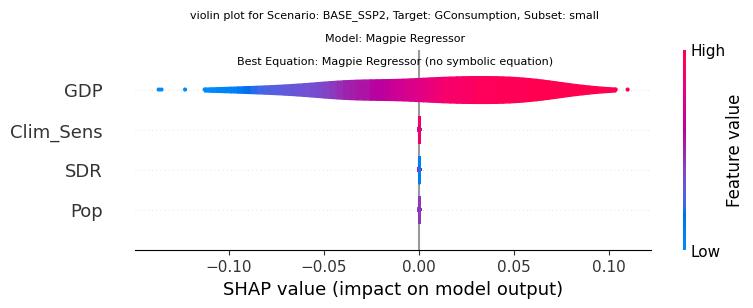 violin plot for Scenario: BASE_SSP2, Target: GConsumption, Subset: small
Model: Magpie Regressor
Best Equation: Magpie Regressor (no symbolic equation)
High
GDP
Clim_Sens
SDR
Pop
Feature value
Low
−0.10 −0.05 0.00 0.05 0.10
SHAP value (impact on model output)